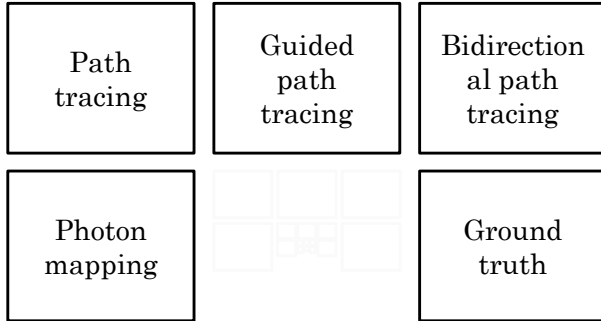 Path
tracing
Guided
path
tracing
Bidirection
al path
tracing
Photon
mapping
Ground
truth